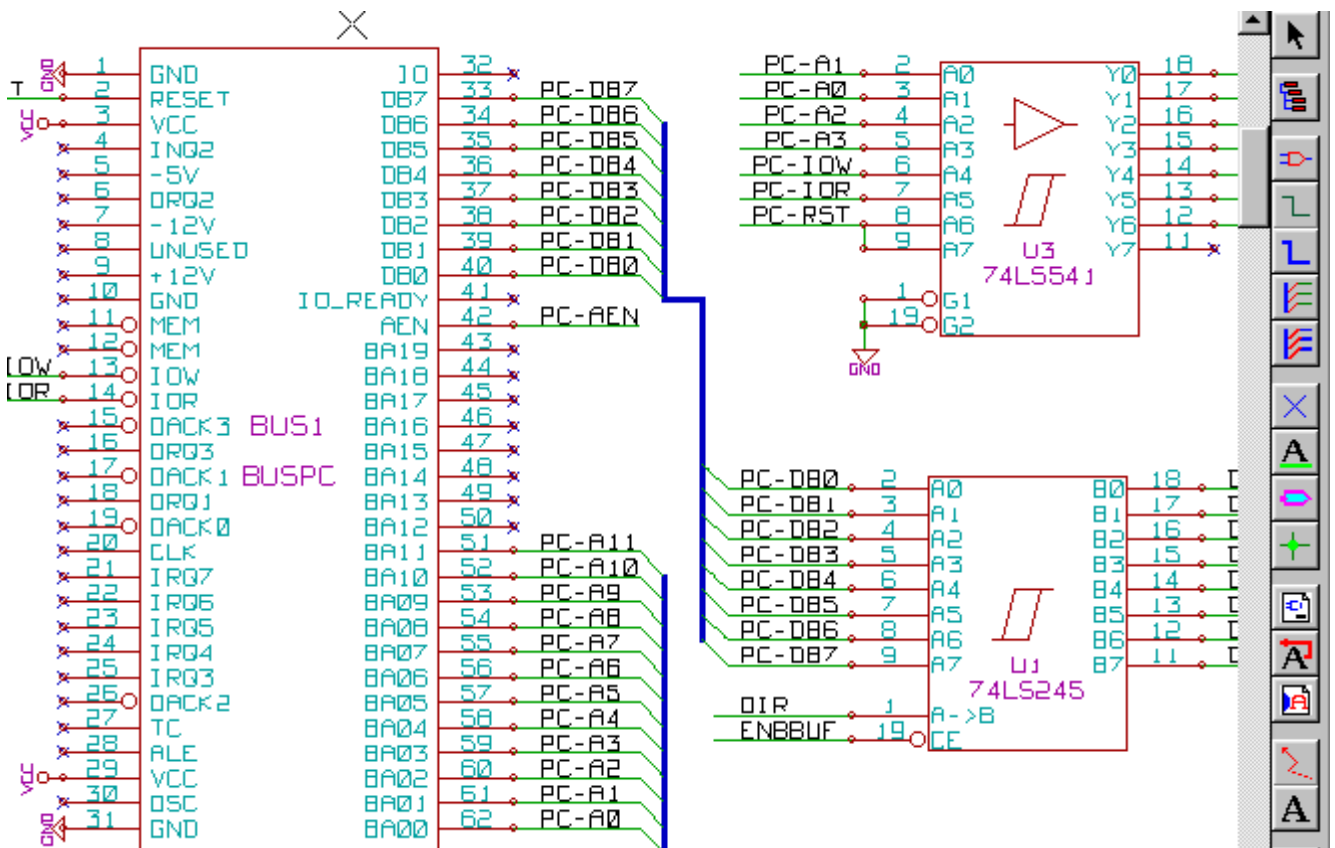 GND 1 GND IO 32
T 2 RESET DB7 33 PC-DB7
VCC 3 VCC DB6 34 PC-DB6
4 INQ2 DB5 35 PC-DB5
5 -5V DB4 36 PC-DB4
6 DRQ2 DB3 37 PC-DB3
7 -12V DB2 38 PC-DB2
8 UNUSED DB1 39 PC-DB1
9 +12V DB0 40 PC-DB0
10 GND IO_READY 41
11 MEM AEN 42 PC-AEN
12 MEM BA19 43
IOW 13 IOW BA18 44
IOR 14 IOR BA17 45
15 DACK3 BUS1 BA16 46
16 DRQ3 BA15 47
17 DACK1 BUSPC BA14 48
18 DRQ1 BA13 49
19 DACK0 BA12 50
20 CLK BA11 51 PC-A11
21 IRQ7 BA10 52 PC-A10
22 IRQ6 BA09 53 PC-A9
23 IRQ5 BA08 54 PC-A8
24 IRQ4 BA07 55 PC-A7
25 IRQ3 BA06 56 PC-A6
26 DACK2 BA05 57 PC-A5
27 TC BA04 58 PC-A4
28 ALE BA03 59 PC-A3
VCC 29 VCC BA02 60 PC-A2
30 OSC BA01 61 PC-A1
GND 31 GND BA00 62 PC-A0
PC-A1 2 A0 Y0 18
PC-A0 3 A1 Y1 17
PC-A2 4 A2 Y2 16
PC-A3 5 A3 Y3 15
PC-IOW 6 A4 Y4 14
PC-IOR 7 A5 Y5 13
PC-RST 8 A6 Y6 12
9 A7 U3 Y7 11
74LS541
1 G1
19 G2
GND
PC-DB0 2 A0 B0 18 D
PC-DB1 3 A1 B1 17 D
PC-DB2 4 A2 B2 16 D
PC-DB3 5 A3 B3 15 D
PC-DB4 6 A4 B4 14 D
PC-DB5 7 A5 B5 13 D
PC-DB6 8 A6 B6 12 D
PC-DB7 9 A7 U1 B7 11 D
74LS245
DIR 1 A->B
ENBBUF 19 CE
A
A
A
A